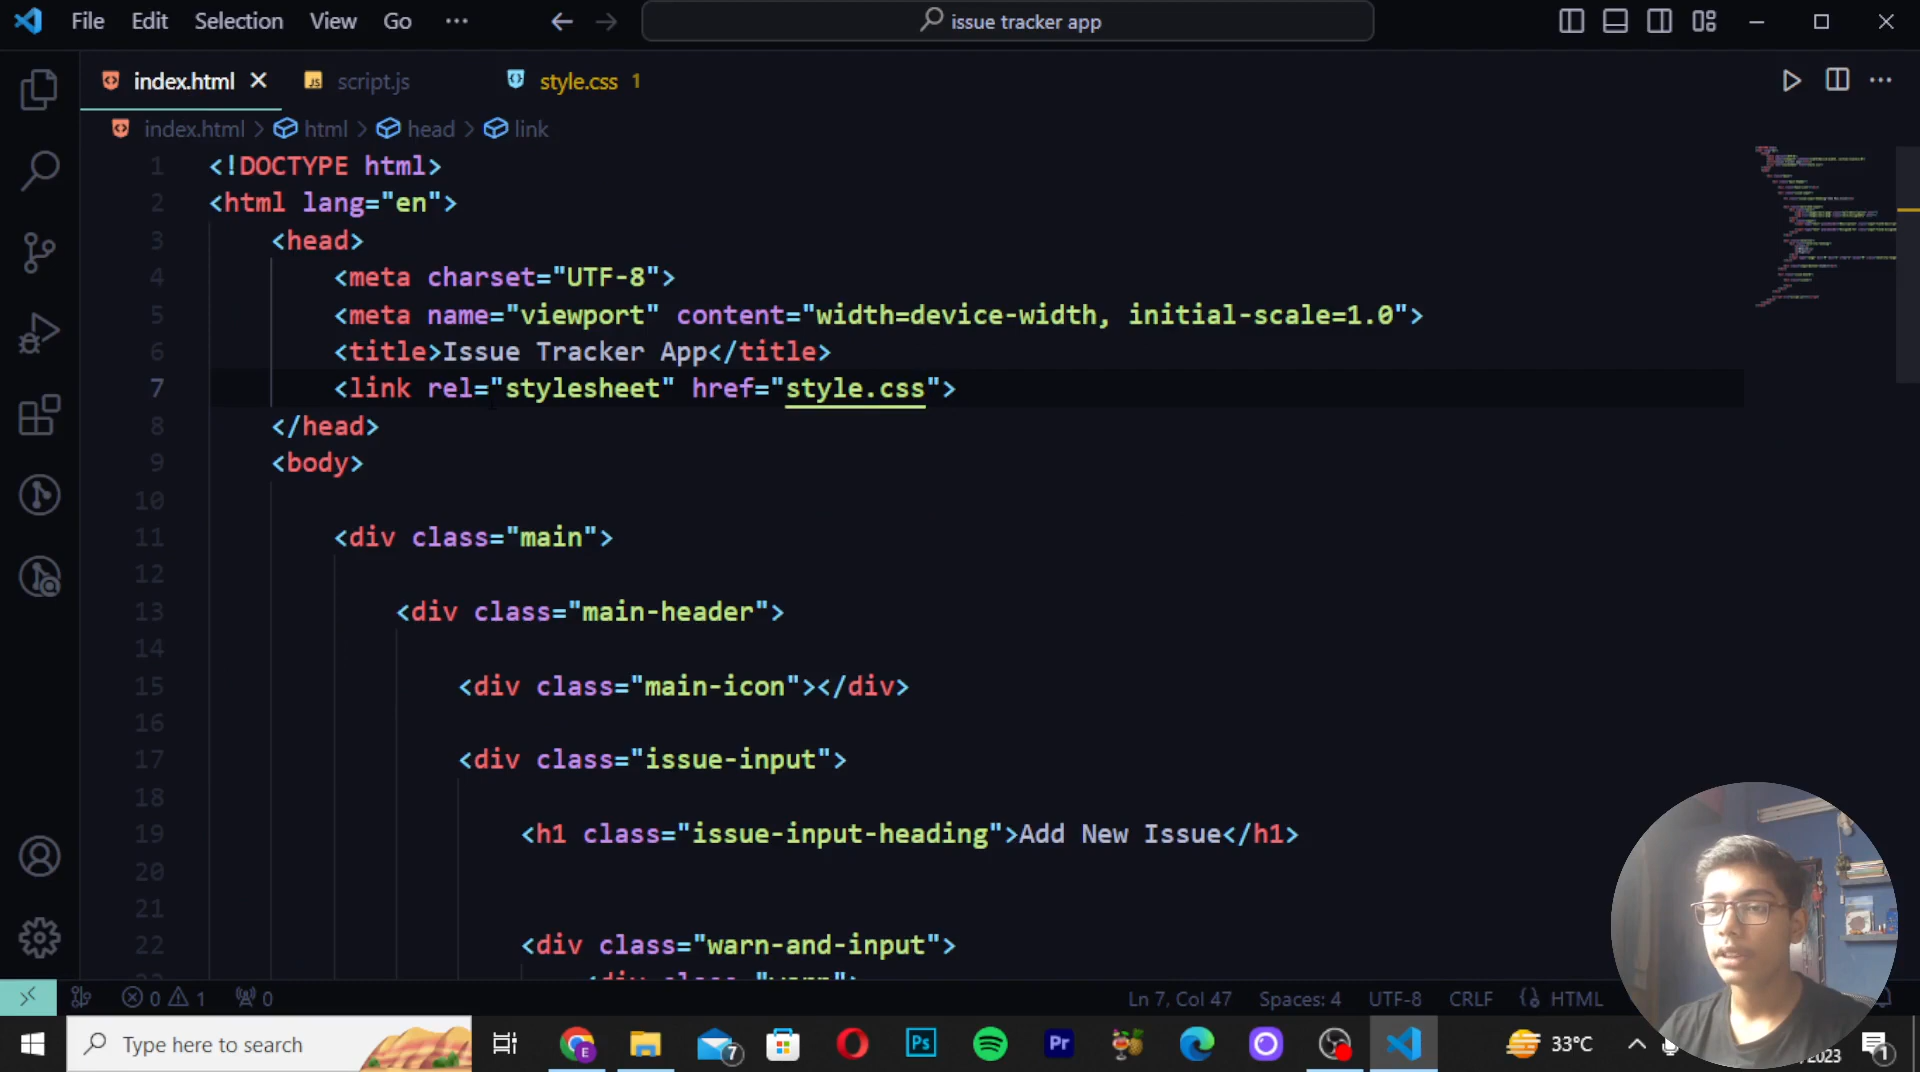 File Edit Selection View Go ··· issue tracker app
index.html script.js style.css 1
index.html > html > head > link
1 <!DOCTYPE html>
2 <html lang="en">
3 <head>
4 <meta charset="UTF-8">
5 <meta name="viewport" content="width=device-width, initial-scale=1.0">
6 <title>Issue Tracker App</title>
7 <link rel="stylesheet" href="style.css">
8 </head>
9 <body>
10
11 <div class="main">
12
13 <div class="main-header">
14
15 <div class="main-icon"></div>
16
17 <div class="issue-input">
18
19 <h1 class="issue-input-heading">Add New Issue</h1>
20
21
22 <div class="warn-and-input">
0 1 0 Ln 7, Col 47 Spaces: 4 UTF-8 CRLF HTML
Type here to search 7 Ps Pr 33°C 1
2023